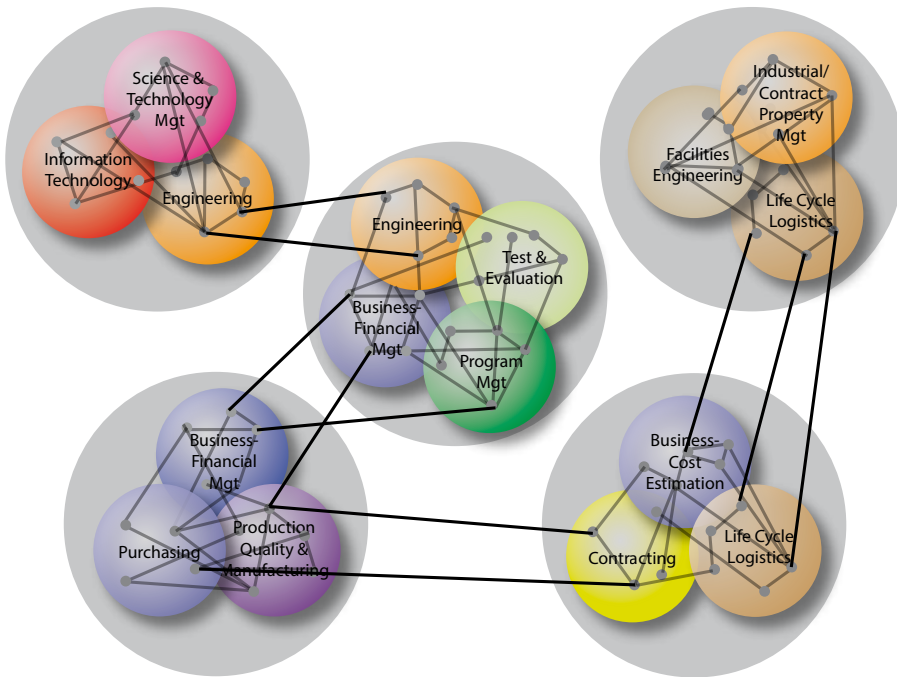 Science &
Technology
Mgt
Information
Technology
Engineering
Industrial/
Contract
Property
Mgt
Facilities
Engineering
Life Cycle
Logistics
Engineering
Test &
Evaluation
Business-
Financial
Mgt
Program
Mgt
Business-
Financial
Mgt
Purchasing
Production
Quality &
Manufacturing
Business-
Cost
Estimation
Contracting
Life Cycle
Logistics